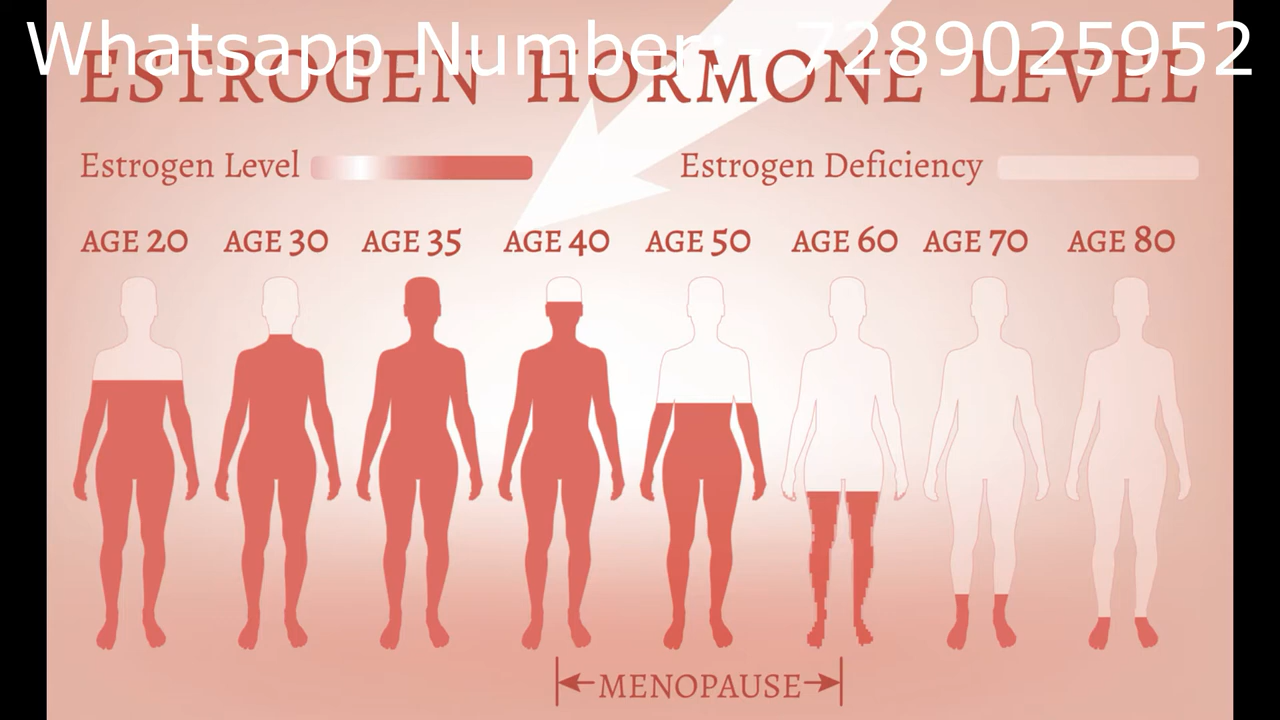 Whatsapp Number: - 7289025952
ESTROGEN HORMONE LEVEL
Estrogen Level
Estrogen Deficiency
AGE 20 AGE 30 AGE 35 AGE 40 AGE 50 AGE 60 AGE 70 AGE 80
MENOPAUSE